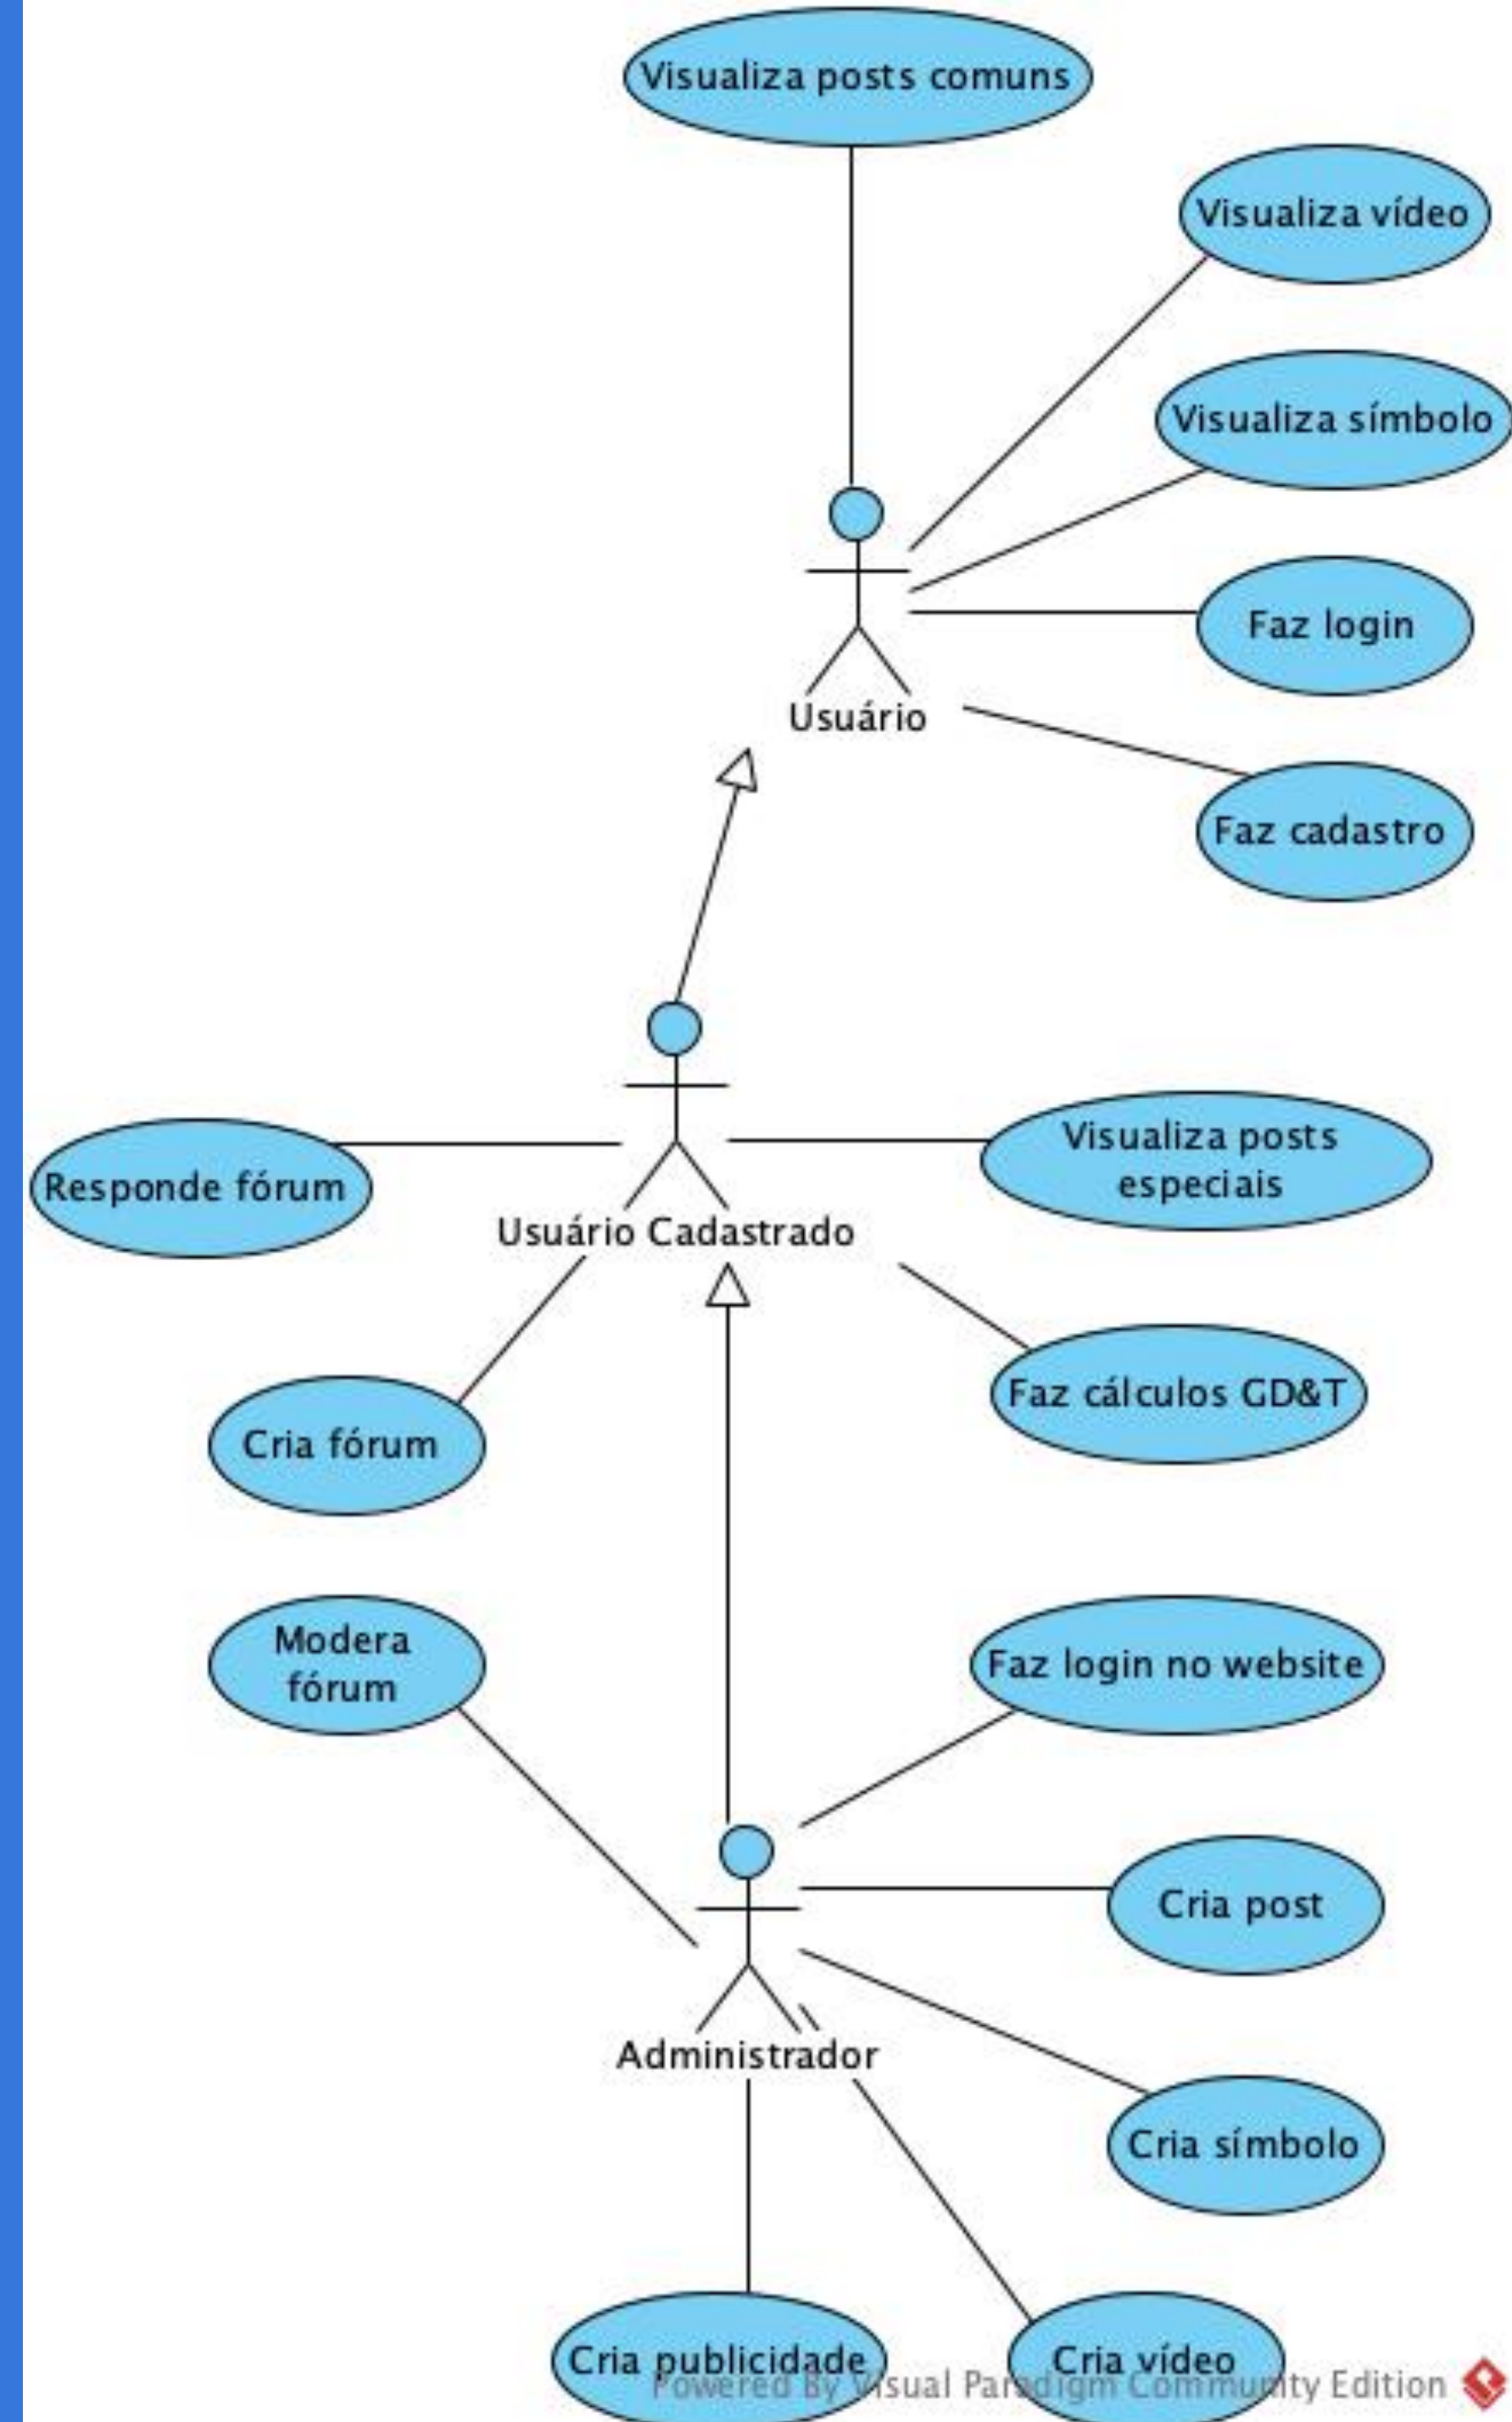 Visualiza posts comuns
Visualiza vídeo
Visualiza símbolo
Faz login
Usuário
Faz cadastro
Visualiza posts
especiais
Responde fórum
Usuário Cadastrado
Faz cálculos GD&T
Cria fórum
Modera
fórum
Faz login no website
Cria post
Administrador
Cria símbolo
Cria publicidade
Cria vídeo
Powered By Visual Paradigm Community Edition